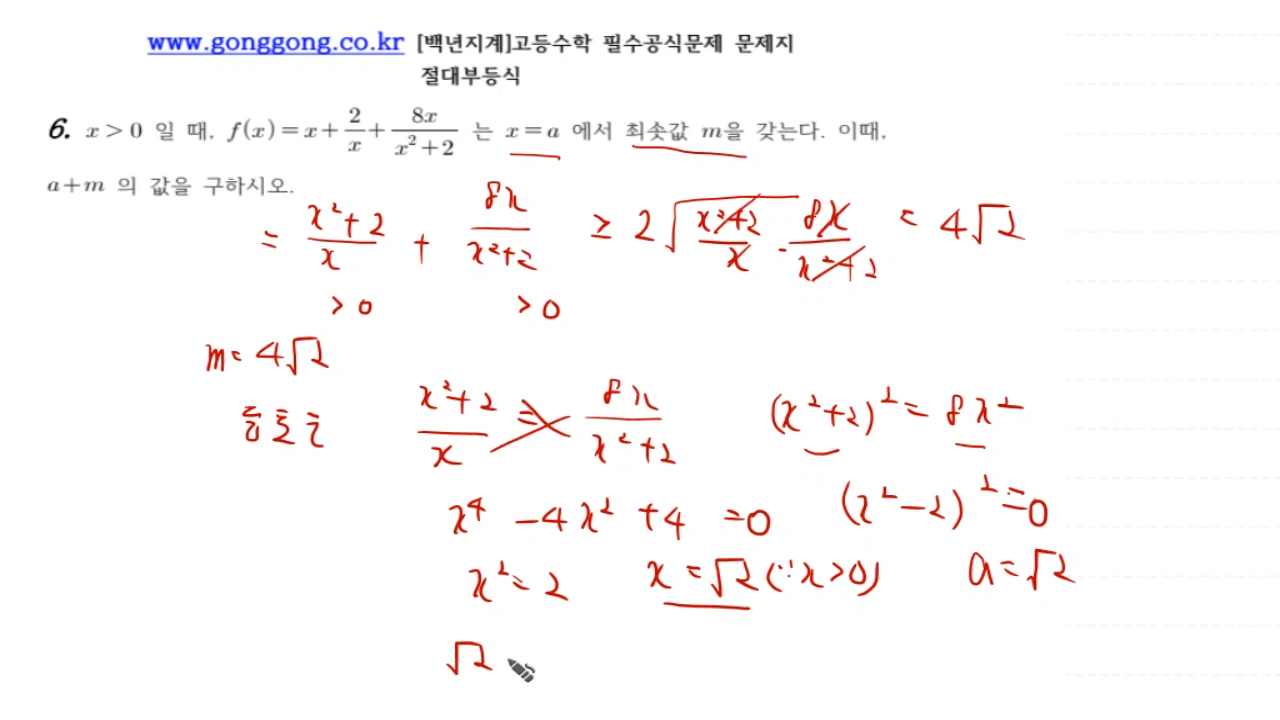 www.gonggong.co.kr [백년지계]고등수학 필수공식문제 문제지
절대부등식
6. x > 0 일 때, f(x) = x + 2/x + 8x/(x² + 2) 는 x = a 에서 최솟값 m을 갖는다. 이때,
a + m 의 값을 구하시오.
= (x² + 2)/x + 8x/(x² + 2) ≥ 2√((x² + 2)/x · 8x/(x² + 2)) = 4√2
> 0 > 0
m = 4√2
등호는 (x² + 2)/x = 8x/(x² + 2) (x² + 2)² = 8x²
x⁴ - 4x² + 4 = 0 (x² - 2)² = 0
x² = 2 x = √2 (∵ x > 0) a = √2
√2